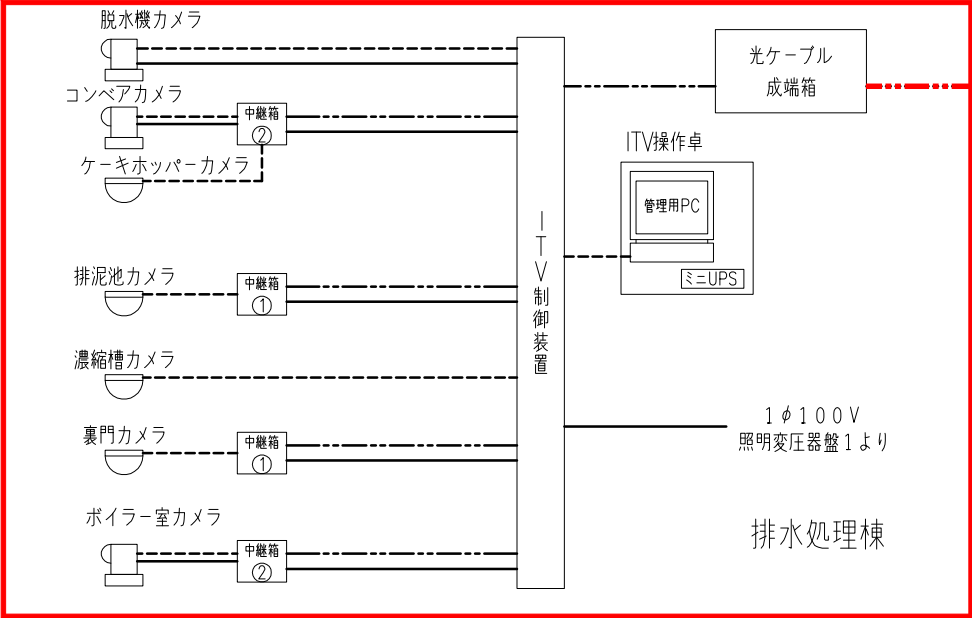 脱水機カメラ
コンベアカメラ
中継箱
②
ケーキホッパーカメラ
排泥池カメラ
中継箱
①
濃縮槽カメラ
裏門カメラ
中継箱
①
ボイラー室カメラ
中継箱
②
ITV制御装置
光ケーブル
成端箱
ITV操作卓
管理用PC
ミニUPS
1φ100V
照明変圧器盤1より
排水処理棟